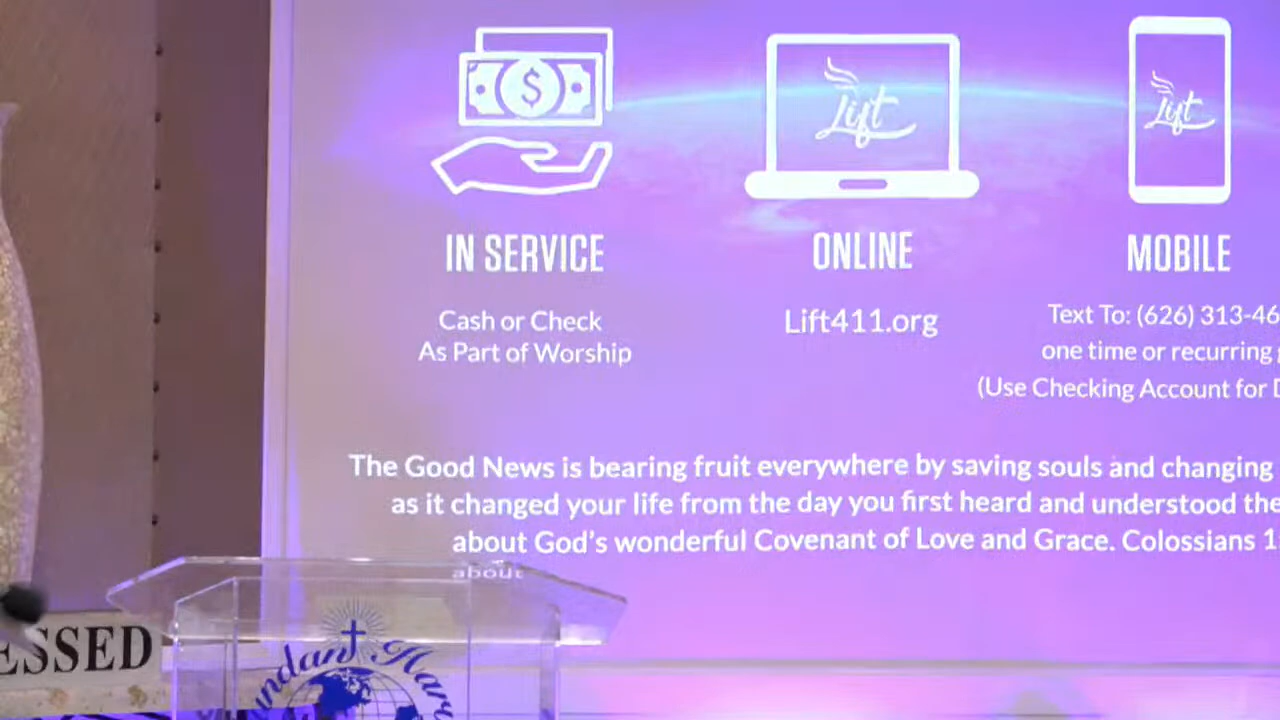 $
Lift
Lift
IN SERVICE
ONLINE
MOBILE
Cash or Check
As Part of Worship
Lift411.org
Text To: (626) 313-46
one time or recurring
(Use Checking Account for D
The Good News is bearing fruit everywhere by saving souls and changing
as it changed your life from the day you first heard and understood the
about God's wonderful Covenant of Love and Grace. Colossians 1
about
ESSED
undant Har